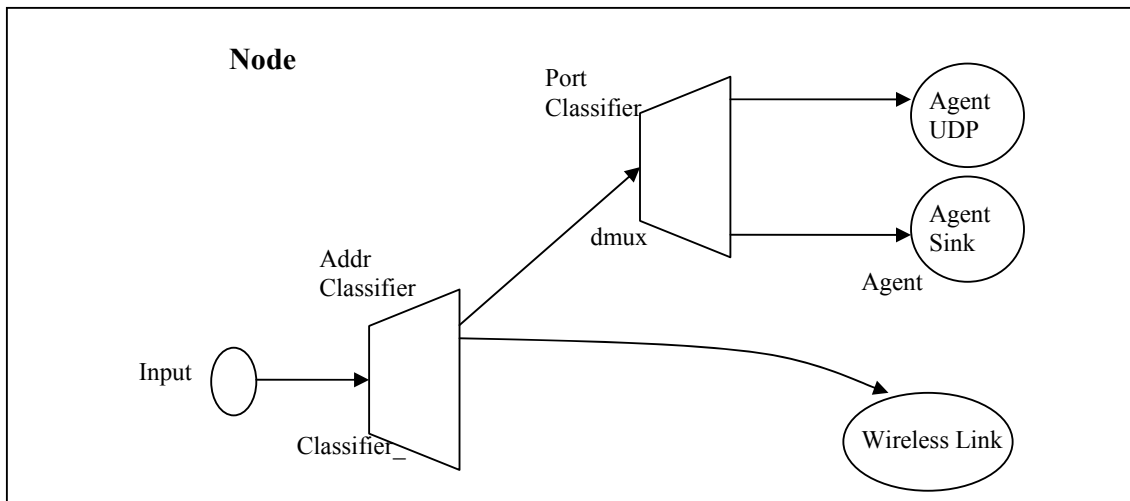 Node
Port
Classifier
Agent
UDP
Agent
Sink
dmux
Agent
Addr
Classifier
Input
Classifier_
Wireless Link